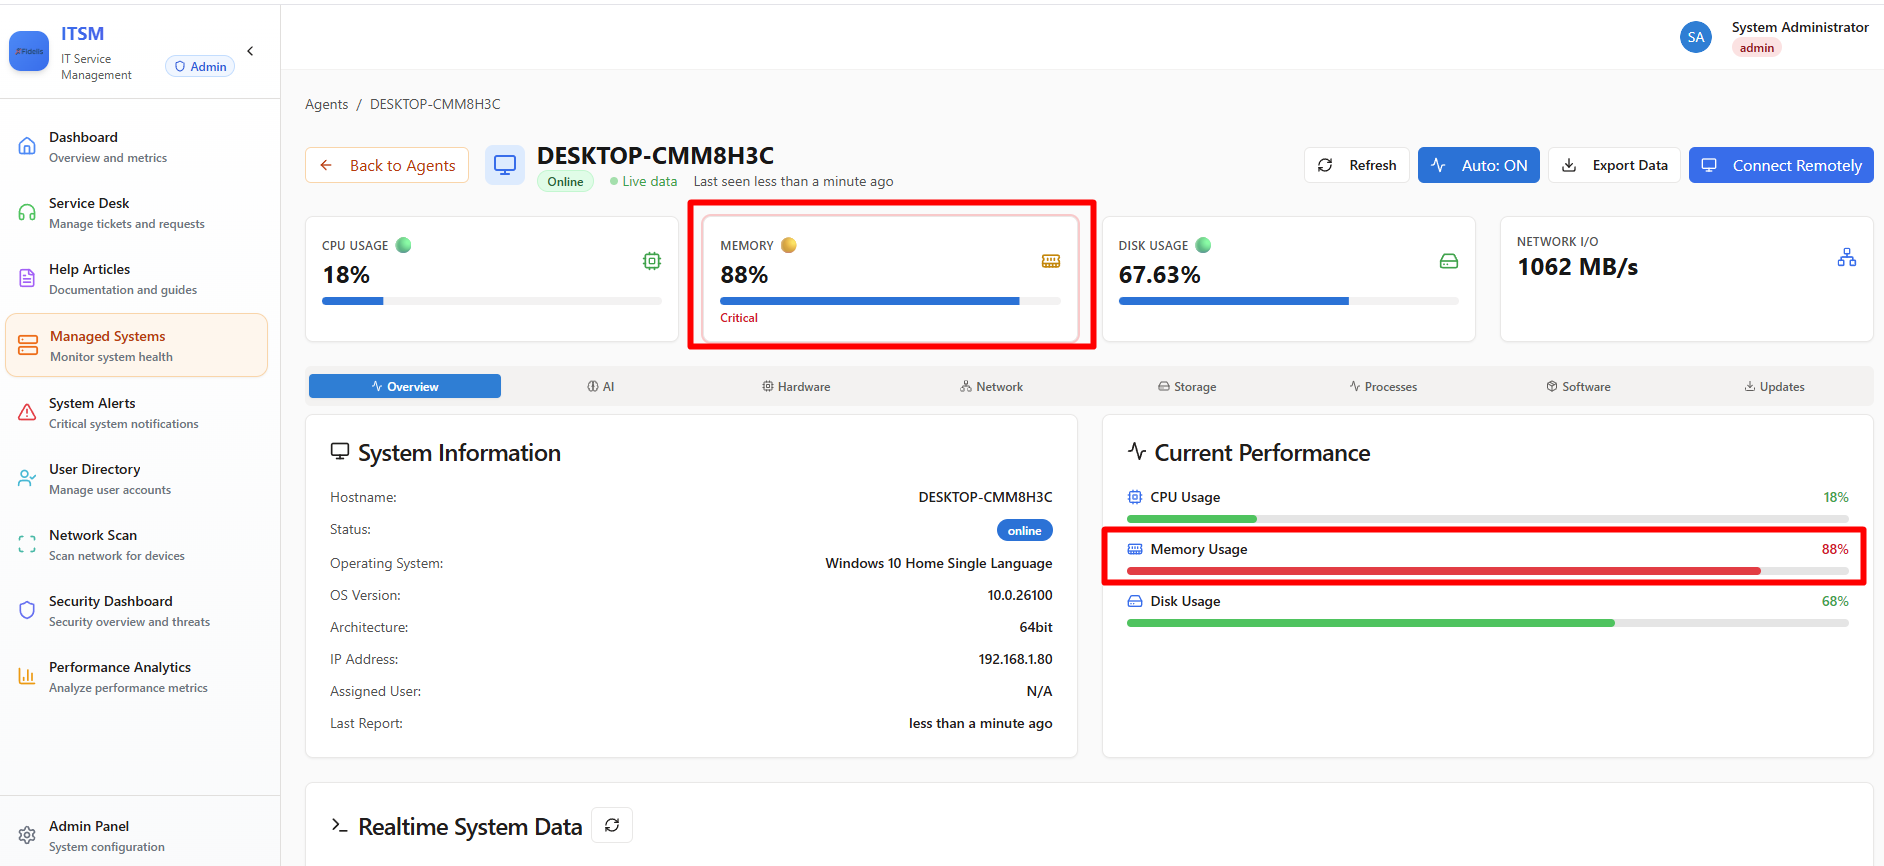 ITSM
IT Service
Management
Admin
Fidelis
SA
System Administrator
admin
Dashboard
Overview and metrics
Service Desk
Manage tickets and requests
Help Articles
Documentation and guides
Managed Systems
Monitor system health
System Alerts
Critical system notifications
User Directory
Manage user accounts
Network Scan
Scan network for devices
Security Dashboard
Security overview and threats
Performance Analytics
Analyze performance metrics
Admin Panel
System configuration
Agents / DESKTOP-CMM8H3C
Back to Agents
DESKTOP-CMM8H3C
Online Live data Last seen less than a minute ago
Refresh
Auto: ON
Export Data
Connect Remotely
CPU USAGE
18%
MEMORY
88%
Critical
DISK USAGE
67.63%
NETWORK I/O
1062 MB/s
Overview
AI
Hardware
Network
Storage
Processes
Software
Updates
System Information
Hostname: DESKTOP-CMM8H3C
Status: online
Operating System: Windows 10 Home Single Language
OS Version: 10.0.26100
Architecture: 64bit
IP Address: 192.168.1.80
Assigned User: N/A
Last Report: less than a minute ago
Current Performance
CPU Usage 18%
Memory Usage 88%
Disk Usage 68%
Realtime System Data